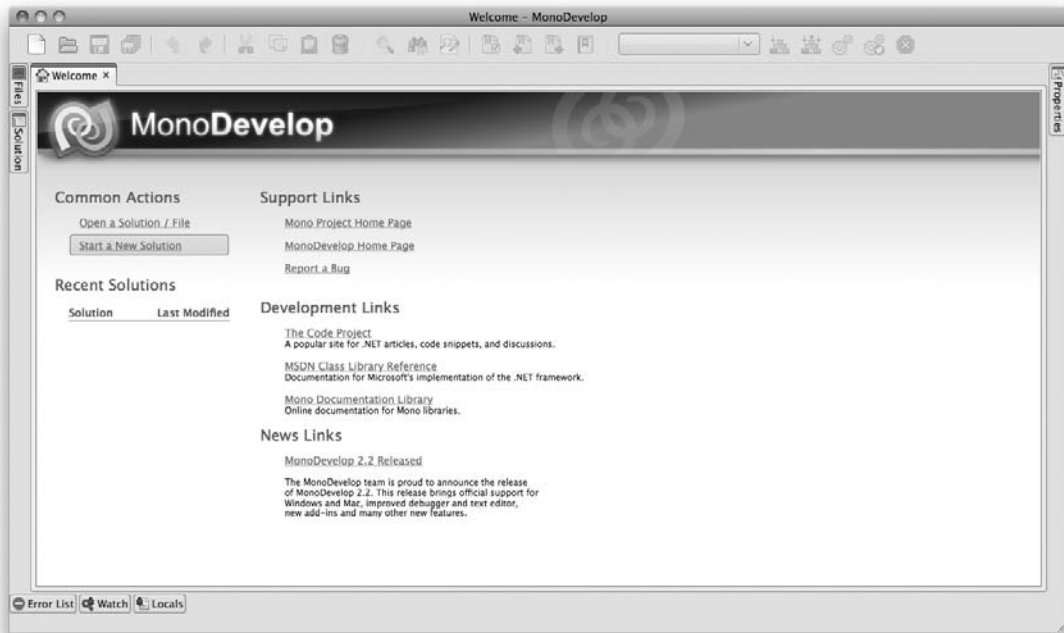 Welcome – MonoDevelop
Welcome ×
Files
Solution
Properties
MonoDevelop
Common Actions
Open a Solution / File
Start a New Solution
Recent Solutions
Solution Last Modified
Support Links
Mono Project Home Page
MonoDevelop Home Page
Report a Bug
Development Links
The Code Project
A popular site for .NET articles, code snippets, and discussions.
MSDN Class Library Reference
Documentation for Microsoft's implementation of the .NET framework.
Mono Documentation Library
Online documentation for Mono libraries.
News Links
MonoDevelop 2.2 Released
The MonoDevelop team is proud to announce the release
of MonoDevelop 2.2. This release brings official support for
Windows and Mac, improved debugger and text editor,
new add-ins and many other new features.
Error List Watch Locals